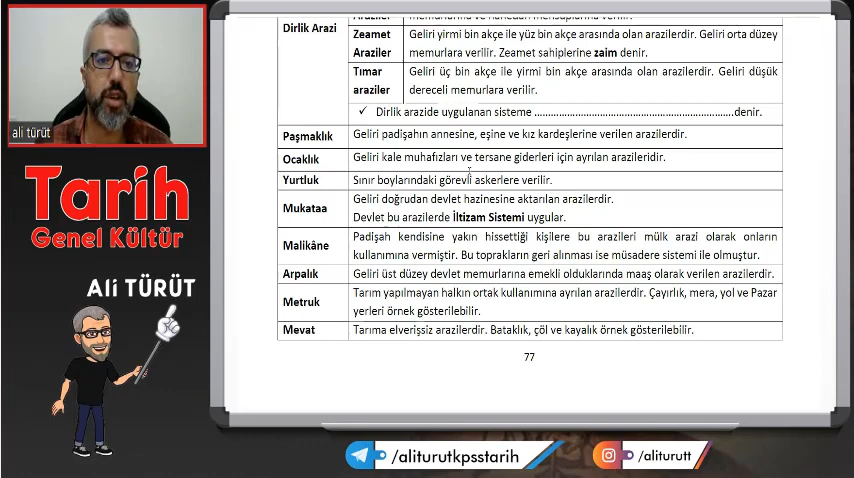 ali türüt
Tarih
Genel Kültür
Ali TÜRÜT
Dirlik Arazi
Araziler
memurlarına ve hanedan mensuplarına verilir.
Zeamet Araziler
Geliri yirmi bin akçe ile yüz bin akçe arasında olan arazilerdir. Geliri orta düzey
memurlara verilir. Zeamet sahiplerine zaim denir.
Tımar araziler
Geliri üç bin akçe ile yirmi bin akçe arasında olan arazilerdir. Geliri düşük
dereceli memurlara verilir.
✓ Dirlik arazide uygulanan sisteme ……………………………………………………………….denir.
Paşmaklık
Geliri padişahın annesine, eşine ve kız kardeşlerine verilen arazilerdir.
Ocaklık
Geliri kale muhafızları ve tersane giderleri için ayrılan arazileridir.
Yurtluk
Sınır boylarındaki görevli askerlere verilir.
Mukataa
Geliri doğrudan devlet hazinesine aktarılan arazilerdir.
Devlet bu arazilerde İltizam Sistemi uygular.
Malikâne
Padişah kendisine yakın hissettiği kişilere bu arazileri mülk arazi olarak onların
kullanımına vermiştir. Bu toprakların geri alınması ise müsadere sistemi ile olmuştur.
Arpalık
Geliri üst düzey devlet memurlarına emekli olduklarında maaş olarak verilen arazilerdir.
Metruk
Tarım yapılmayan halkın ortak kullanımına ayrılan arazilerdir. Çayırlık, mera, yol ve Pazar
yerleri örnek gösterilebilir.
Mevat
Tarıma elverişsiz arazilerdir. Bataklık, çöl ve kayalık örnek gösterilebilir.
77
/aliturutkpsstarih
/aliturutt